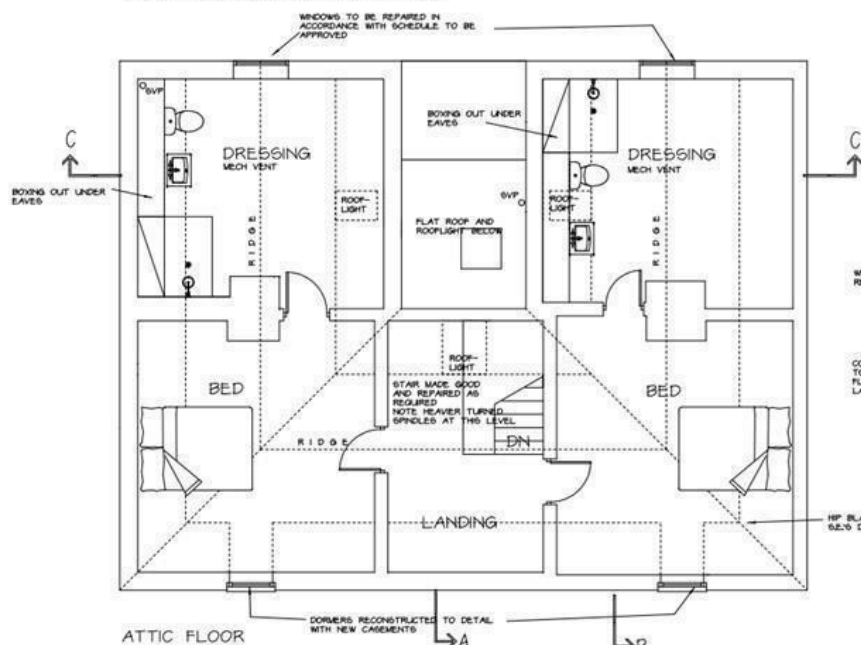 WINDOWS TO BE REPAIRED IN
ACCORDANCE WITH SCHEDULE TO BE
APPROVED
SVP
BOXING OUT UNDER
EAVES
C
C
DRESSING
MECH VENT
DRESSING
MECH VENT
BOXING OUT UNDER
EAVES
ROOF-
LIGHT
SVP
ROOF-
LIGHT
FLAT ROOF AND
ROOFLIGHT BELOW
RIDGE
RIDGE
ROOF-
LIGHT
BED
STAIR MADE GOOD
AND REPAIRED AS
REQUIRED
NOTE HEAVIER TURNED
SPINDLES AT THIS LEVEL
BED
RIDGE
DN
LANDING
HIP BLA
S.E.'S D
DORMERS RECONSTRUCTED TO DETAIL
WITH NEW CASEMENTS
A
ATTIC FLOOR